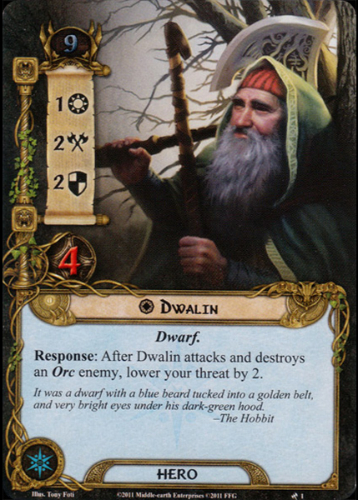 9
1
2
2
4
Dwalin
Dwarf.
Response: After Dwalin attacks and destroys
an Orc enemy, lower your threat by 2.
It was a dwarf with a blue beard tucked into a golden belt,
and very bright eyes under his dark-green hood.
–The Hobbit
HERO
Illus. Tony Foti
©2011 Middle-earth Enterprises ©2011 FFG
1